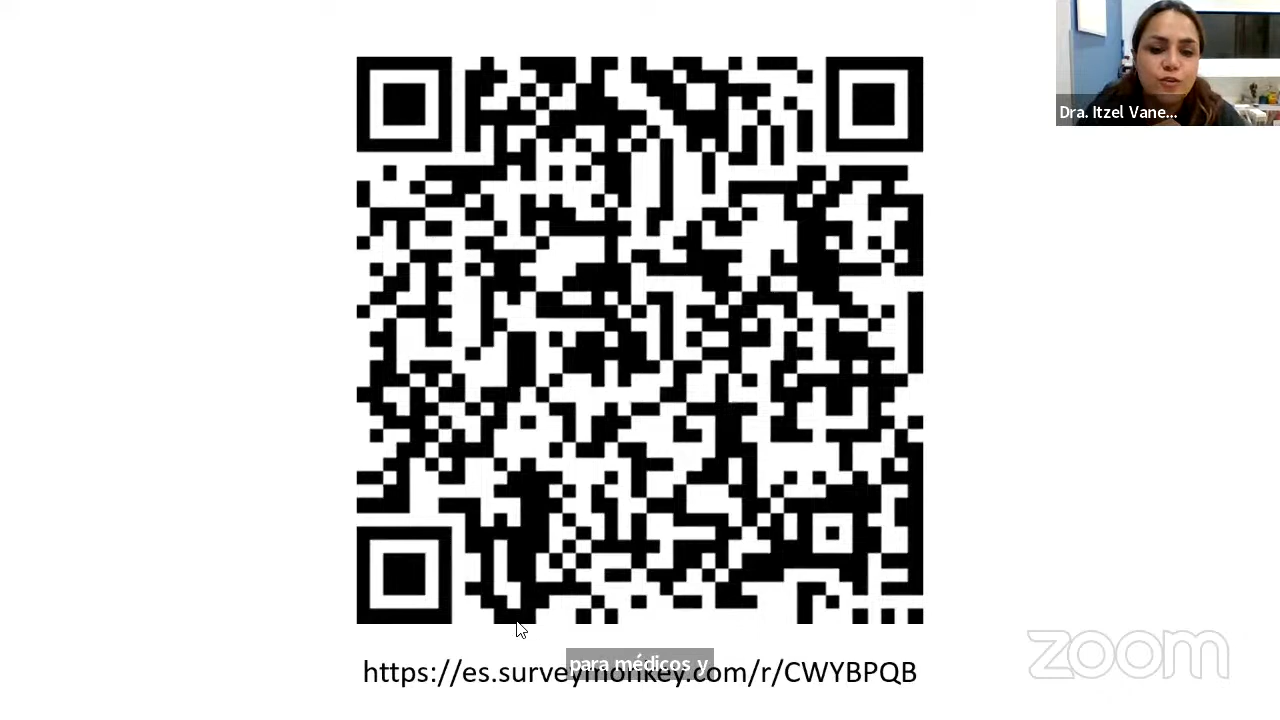 Dra. Itzel Vane...
para médicos y
https://es.surveymonkey.com/r/CWYBPQB
zoom